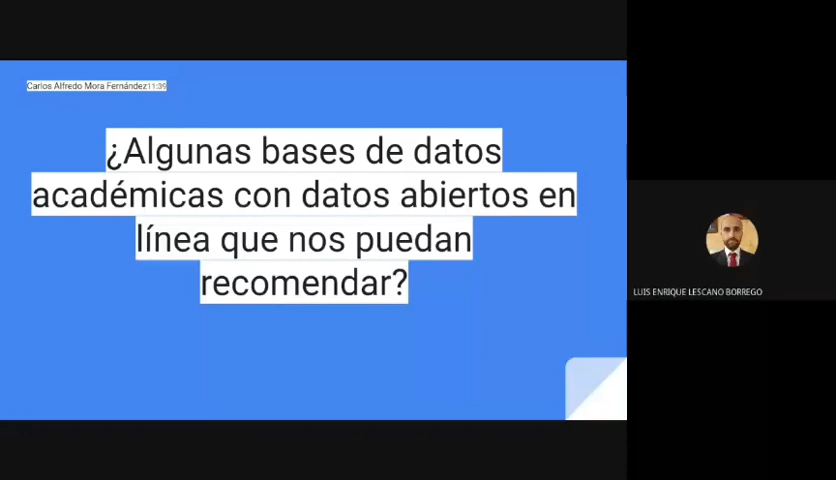 Carlos Alfredo Mora Fernández11:39
¿Algunas bases de datos
académicas con datos abiertos en
línea que nos puedan
recomendar?
LUIS ENRIQUE LESCANO BORREGO